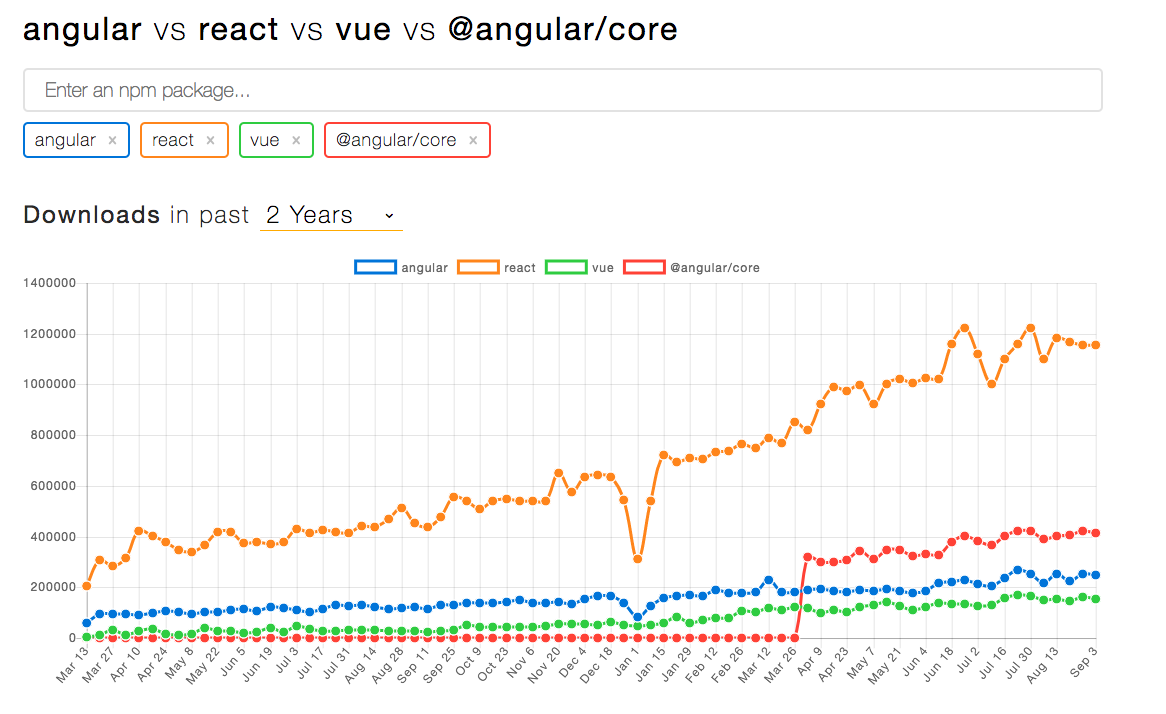 angular vs react vs vue vs @angular/core
Enter an npm package...
angular × react × vue × @angular/core ×
Downloads in past 2 Years
angular react vue @angular/core
1400000
1200000
1000000
800000
600000
400000
200000
0
Mar 13 Mar 27 Apr 10 Apr 24 May 8 May 22 Jun 5 Jun 19 Jul 3 Jul 17 Jul 31 Aug 14 Aug 28 Sep 11 Sep 25 Oct 9 Oct 23 Nov 6 Nov 20 Dec 4 Dec 18 Jan 1 Jan 15 Jan 29 Feb 12 Feb 26 Mar 12 Mar 26 Apr 9 Apr 23 May 7 May 21 Jun 4 Jun 18 Jul 2 Jul 16 Jul 30 Aug 13 Sep 3